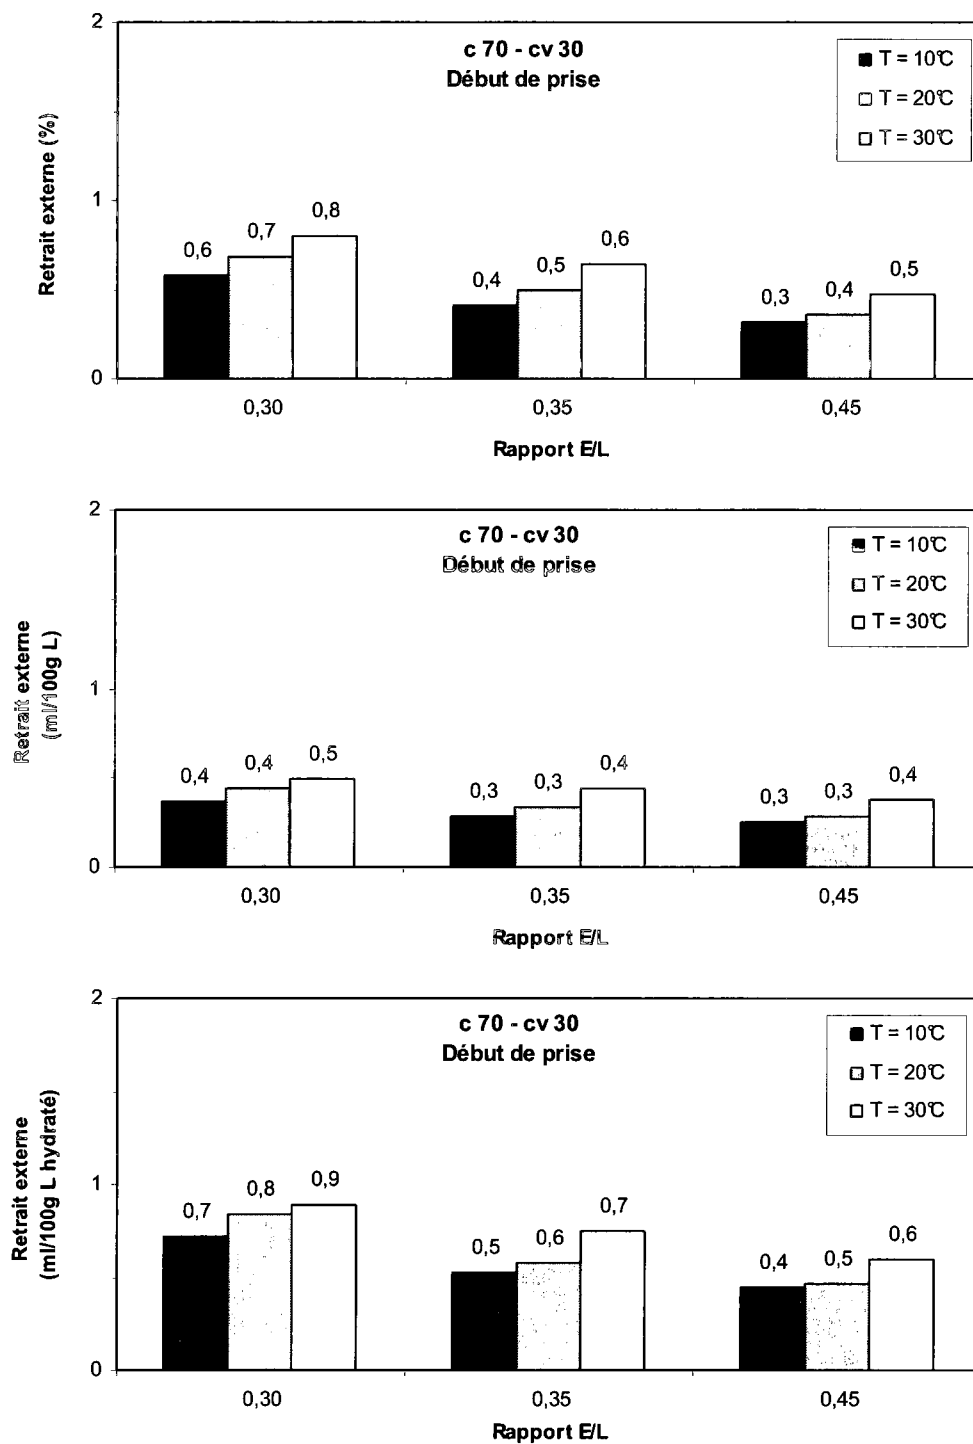 2
c 70 - cv 30
Début de prise
T = 10°C
T = 20°C
T = 30°C
Retrait externe (%)
1
0,6
0,7
0,8
0,4
0,5
0,6
0,3
0,4
0,5
0
0,30
0,35
0,45
Rapport E/L
2
c 70 - cv 30
Début de prise
T = 10°C
T = 20°C
T = 30°C
Retrait externe
(ml/100g L)
1
0,4
0,4
0,5
0,3
0,3
0,4
0,3
0,3
0,4
0
0,30
0,35
0,45
Rapport E/L
2
c 70 - cv 30
Début de prise
T = 10°C
T = 20°C
T = 30°C
Retrait externe
(ml/100g L hydraté)
1
0,7
0,8
0,9
0,5
0,6
0,7
0,4
0,5
0,6
0
0,30
0,35
0,45
Rapport E/L